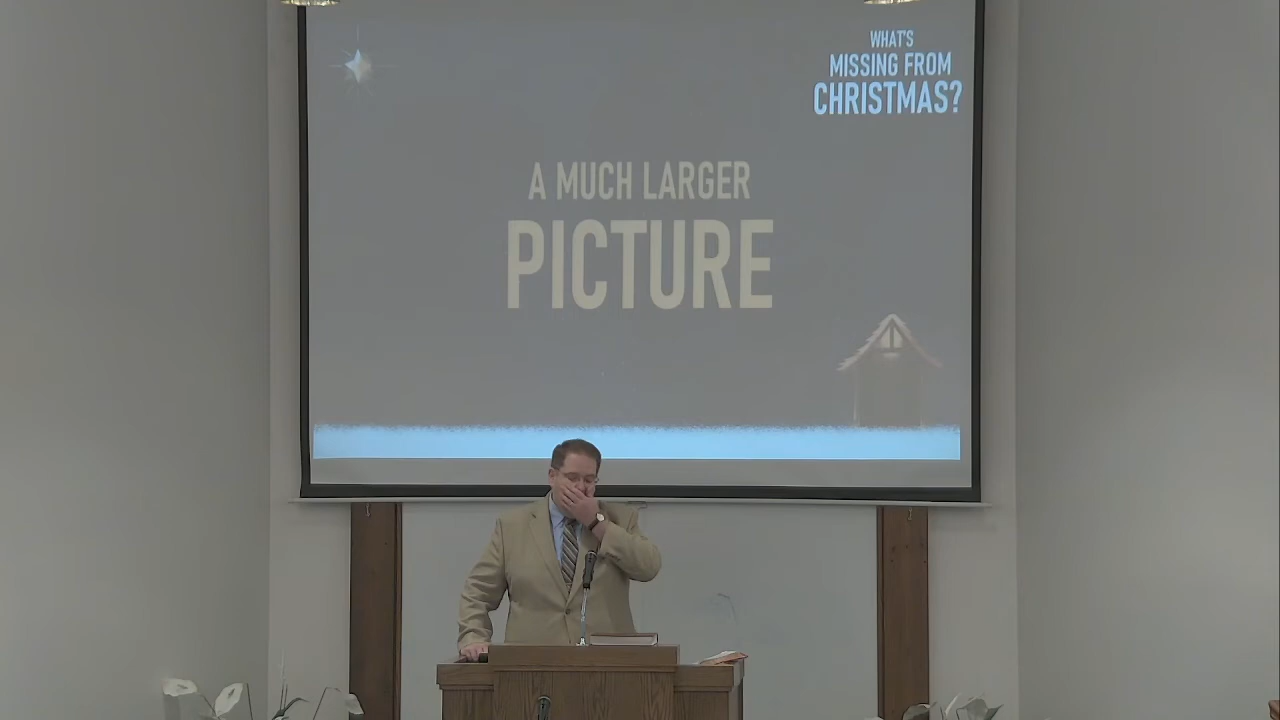 WHAT'S
MISSING FROM
CHRISTMAS?
A MUCH LARGER
PICTURE